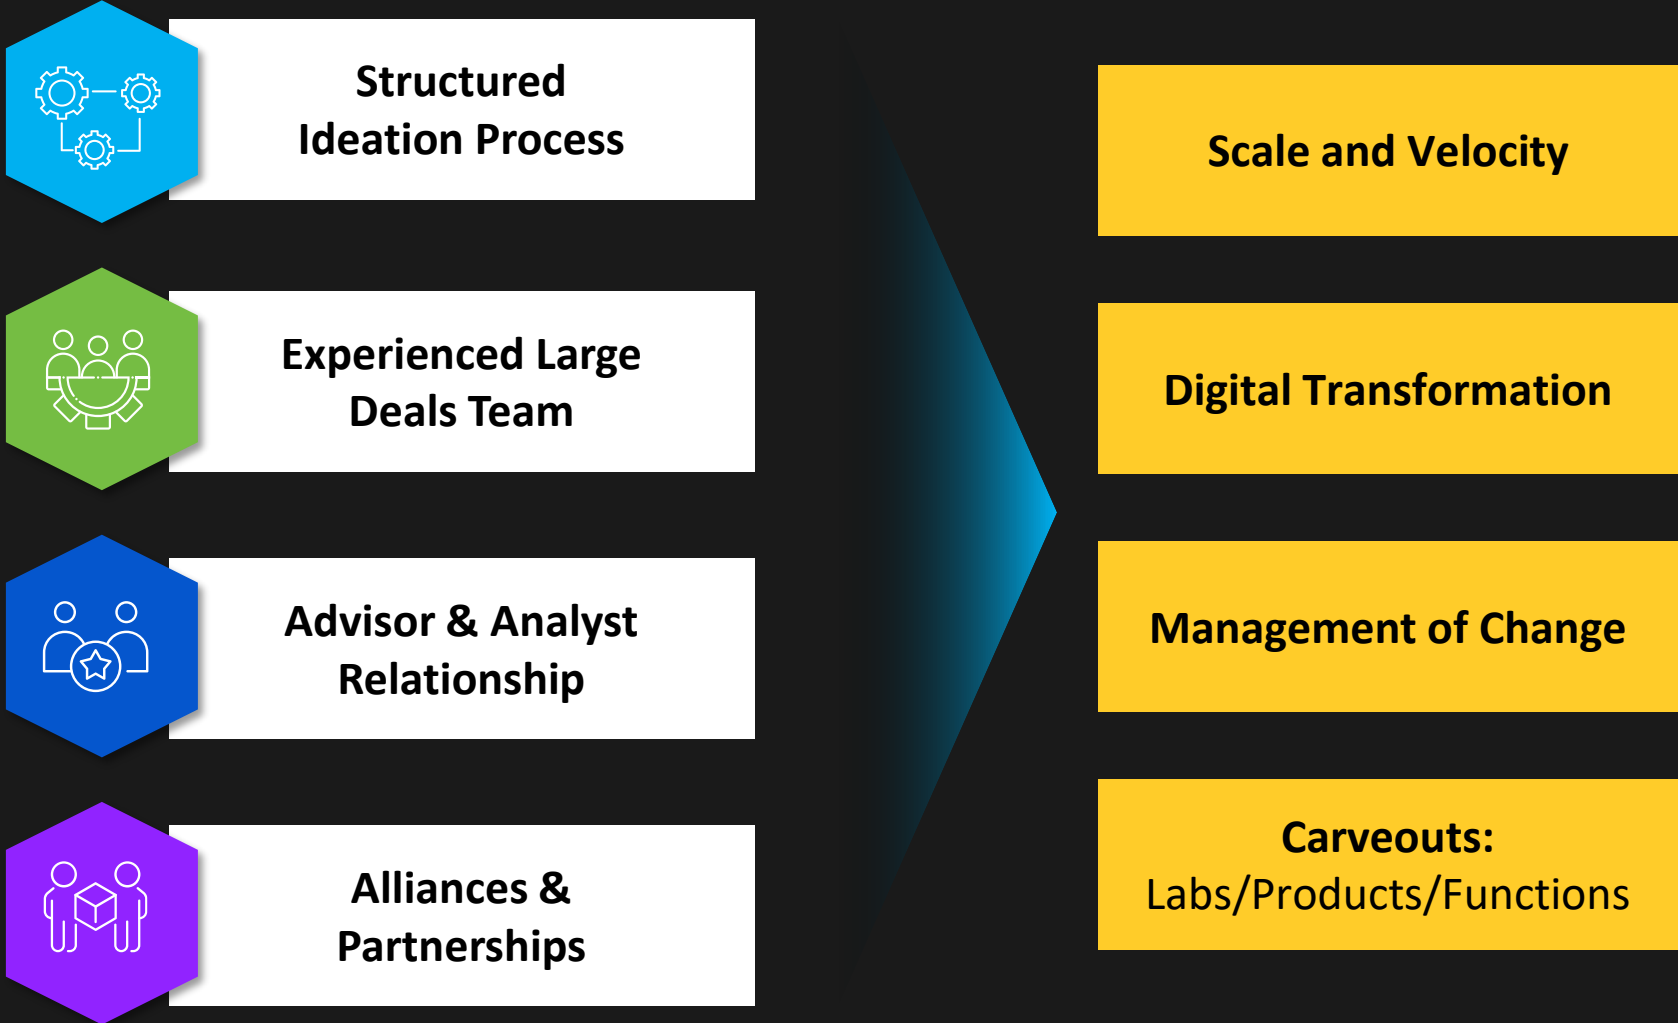 Structured
Ideation Process
Experienced Large
Deals Team
Advisor & Analyst
Relationship
Alliances &
Partnerships
Scale and Velocity
Digital Transformation
Management of Change
Carveouts:
Labs/Products/Functions